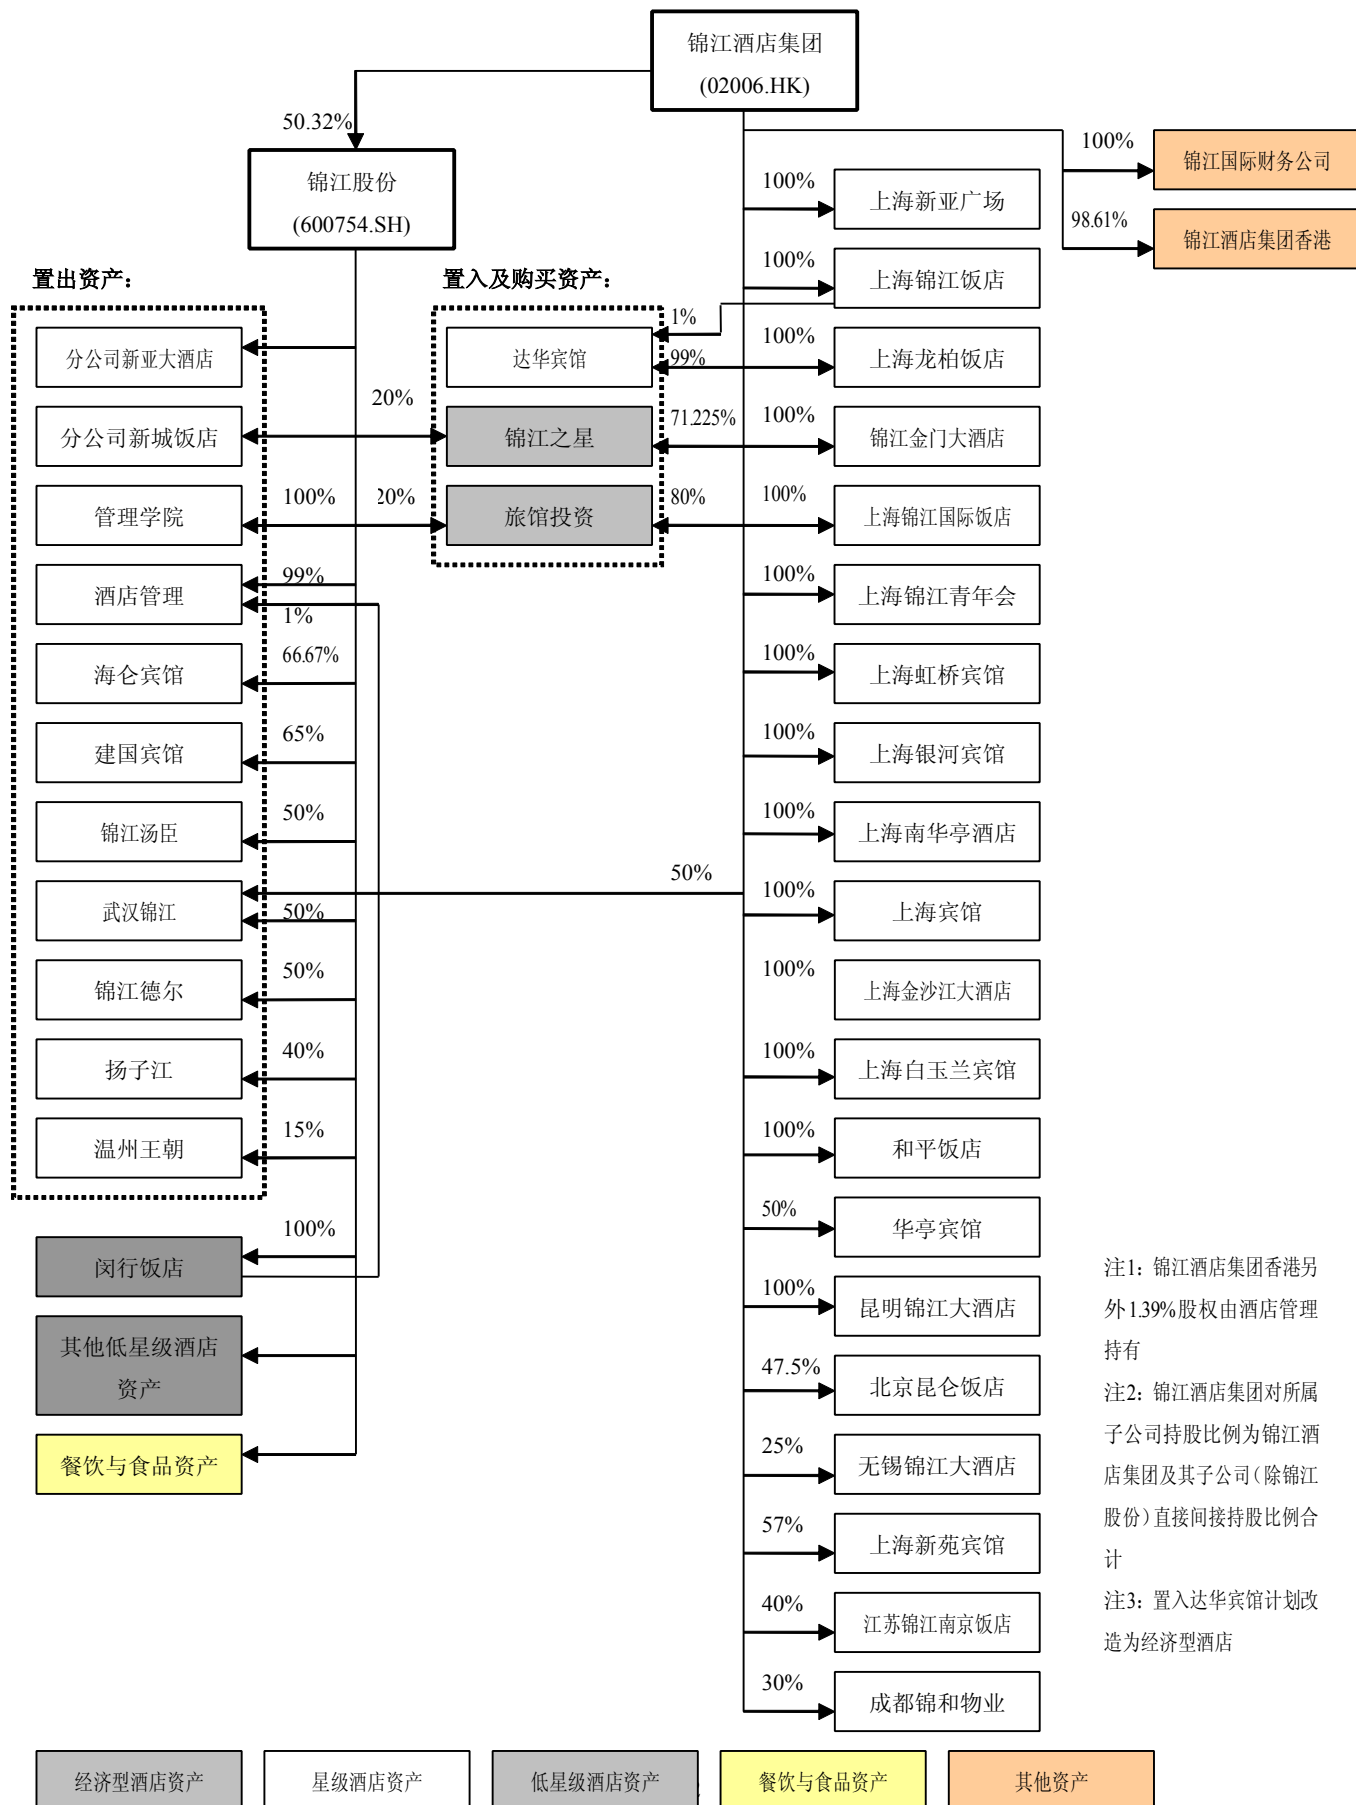 锦江酒店集团
(02006.HK)
50.32%
锦江股份
(600754.SH)
100%
锦江国际财务公司
98.61%
锦江酒店集团香港
置出资产：
置入及购买资产：
分公司新亚大酒店
分公司新城饭店
20%
管理学院
100%
20%
酒店管理
99%
1%
海仑宾馆
66.67%
建国宾馆
65%
锦江汤臣
50%
武汉锦江
50%
50%
锦江德尔
50%
扬子江
40%
温州王朝
15%
闵行饭店
100%
其他低星级酒店
资产
餐饮与食品资产
达华宾馆
1%
99%
锦江之星
71.225%
旅馆投资
80%
100%
上海新亚广场
100%
上海锦江饭店
100%
上海龙柏饭店
100%
锦江金门大酒店
100%
上海锦江国际饭店
100%
上海锦江青年会
100%
上海虹桥宾馆
100%
上海银河宾馆
100%
上海南华亭酒店
100%
上海宾馆
100%
上海金沙江大酒店
100%
上海白玉兰宾馆
100%
和平饭店
50%
华亭宾馆
100%
昆明锦江大酒店
47.5%
北京昆仑饭店
25%
无锡锦江大酒店
57%
上海新苑宾馆
40%
江苏锦江南京饭店
30%
成都锦和物业
注1：锦江酒店集团香港另
外1.39%股权由酒店管理
持有
注2：锦江酒店集团对所属
子公司持股比例为锦江酒
店集团及其子公司（除锦江
股份）直接间接持股比例合
计
注3：置入达华宾馆计划改
造为经济型酒店
经济型酒店资产
星级酒店资产
低星级酒店资产
餐饮与食品资产
其他资产